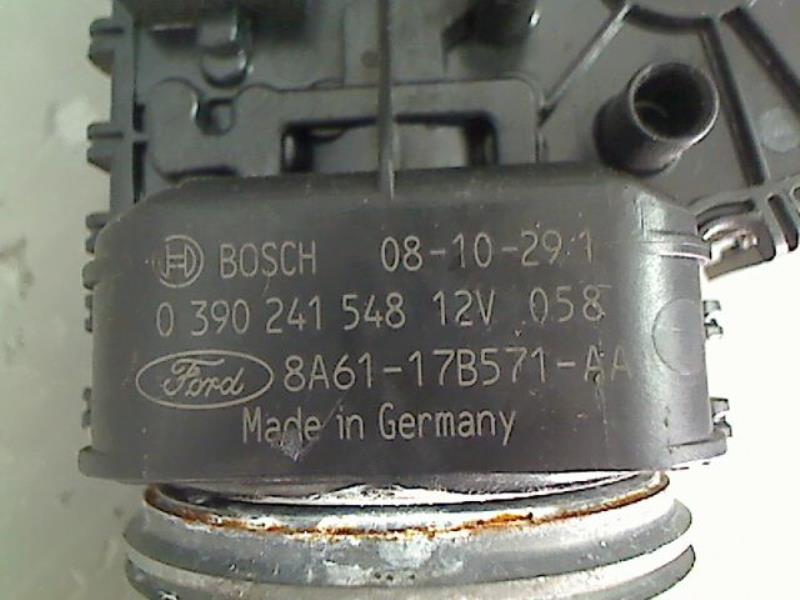 BOSCH 08-10-29.1
0 390 241 548 12V 058
Ford 8A61-17B571-AA
Made in Germany